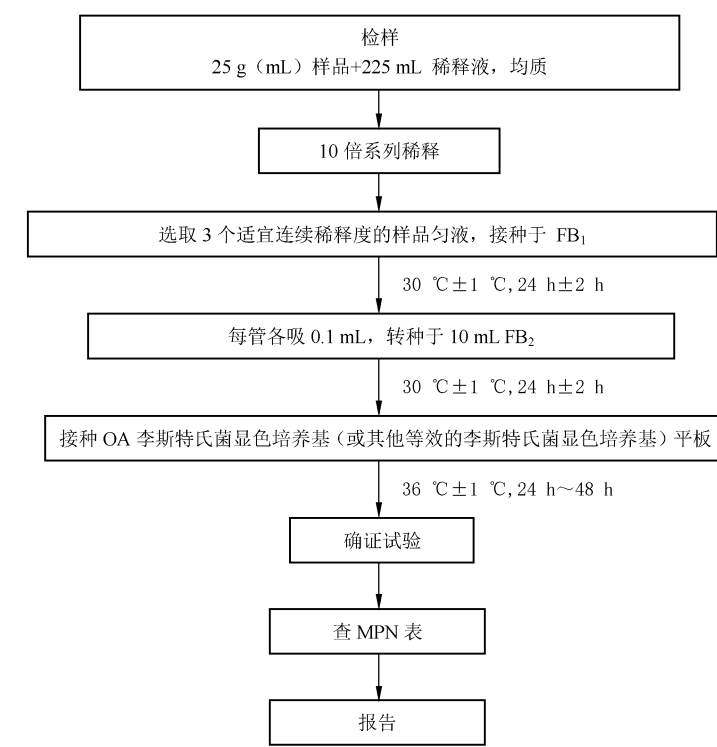 检样
25 g（mL）样品+225 mL 稀释液，均质
10 倍系列稀释
选取 3 个适宜连续稀释度的样品匀液，接种于 FB₁
30 ℃±1 ℃,24 h±2 h
每管各吸 0.1 mL，转种于 10 mL FB₂
30 ℃±1 ℃,24 h±2 h
接种 OA 李斯特氏菌显色培养基（或其他等效的李斯特氏菌显色培养基）平板
36 ℃±1 ℃,24 h～48 h
确证试验
查 MPN 表
报告